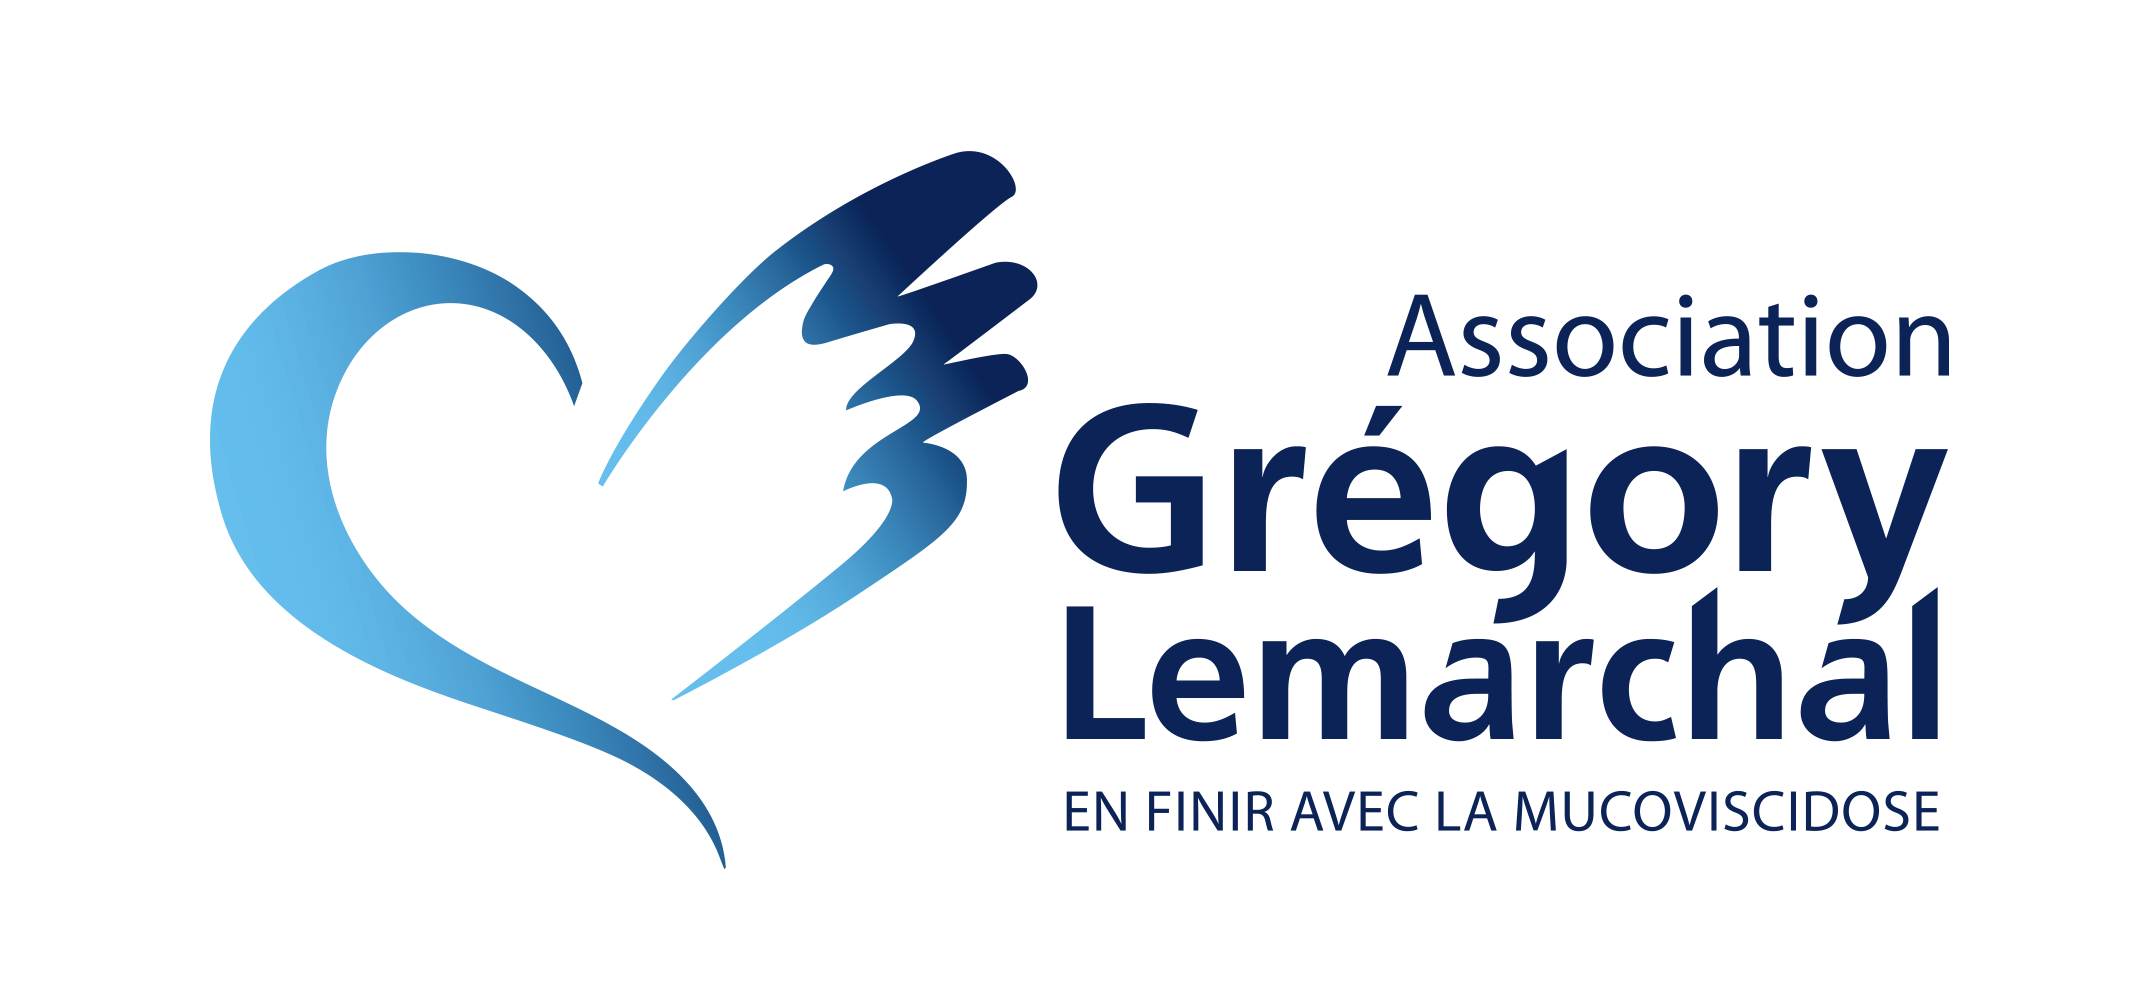 Association
Grégory
Lemarchal
EN FINIR AVEC LA MUCOVISCIDOSE